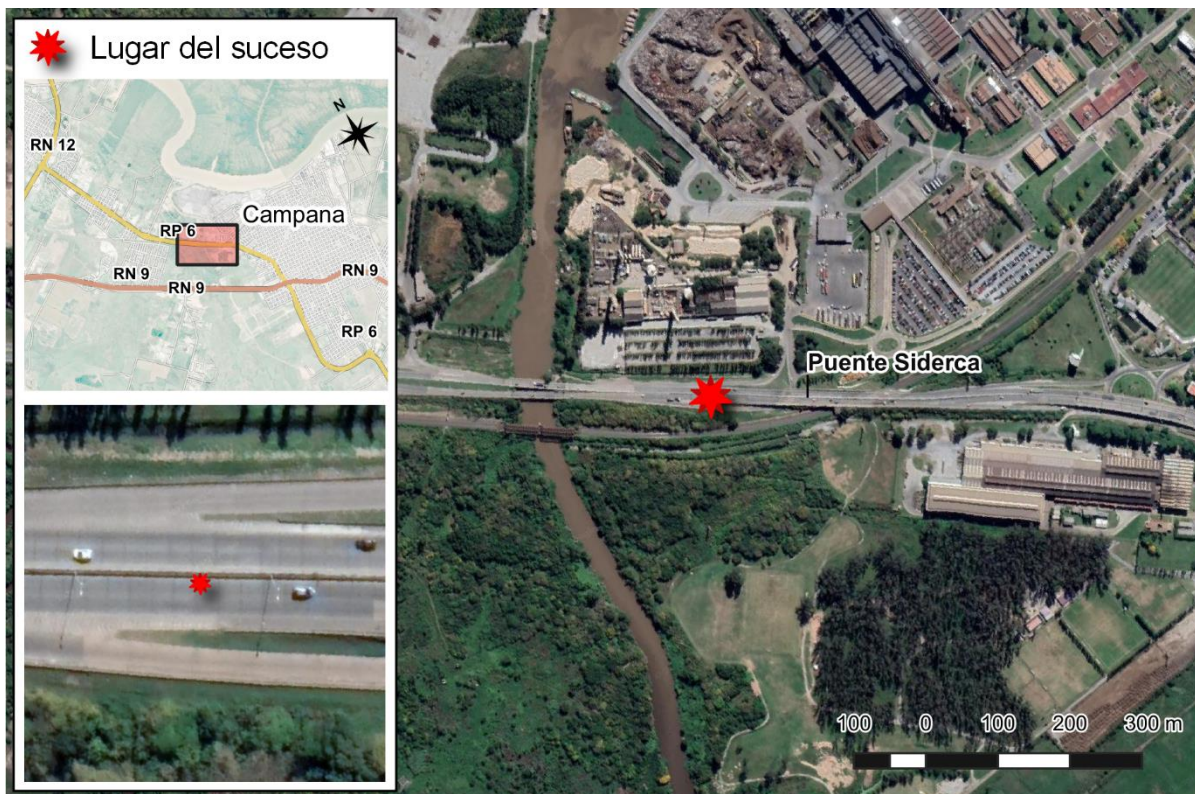 Lugar del suceso
N
RN 12
Campana
RP 6
RN 9
RN 9
RN 9
RP 6
Puente Siderca
100 0 100 200 300 m